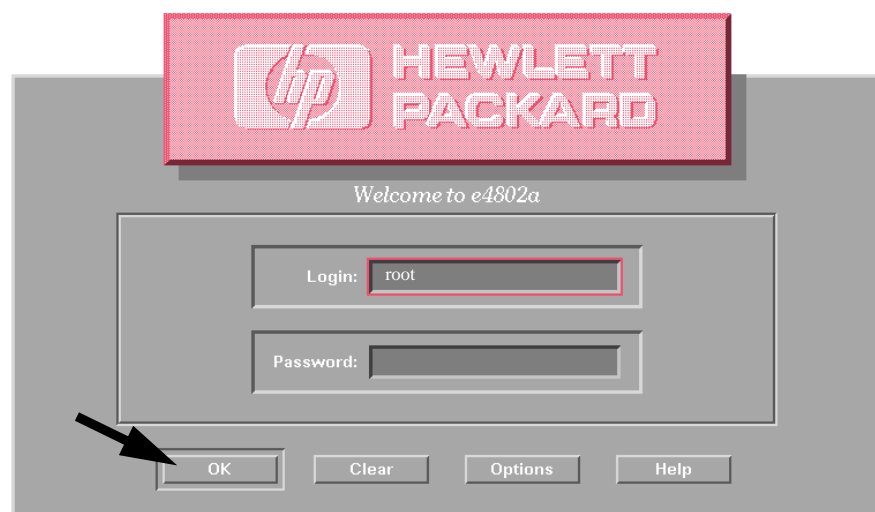 hp HEWLETT
PACKARD
Welcome to e4802a
Login: root
Password:
OK Clear Options Help